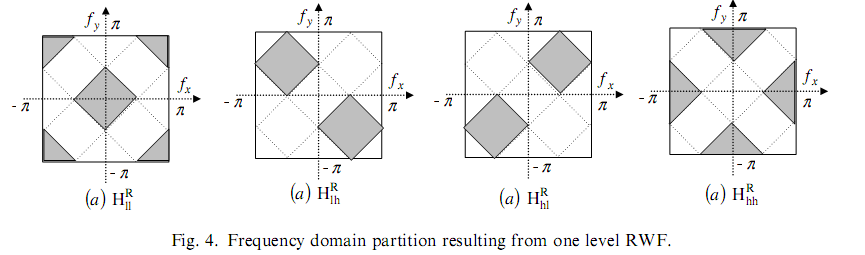 f_y π
f_x
- π
π
- π
(a) H_ll^R
f_y π
f_x
- π
π
- π
(a) H_lh^R
f_y π
f_x
- π
π
- π
(a) H_hl^R
f_y π
f_x
- π
π
- π
(a) H_hh^R
Fig. 4. Frequency domain partition resulting from one level RWF.